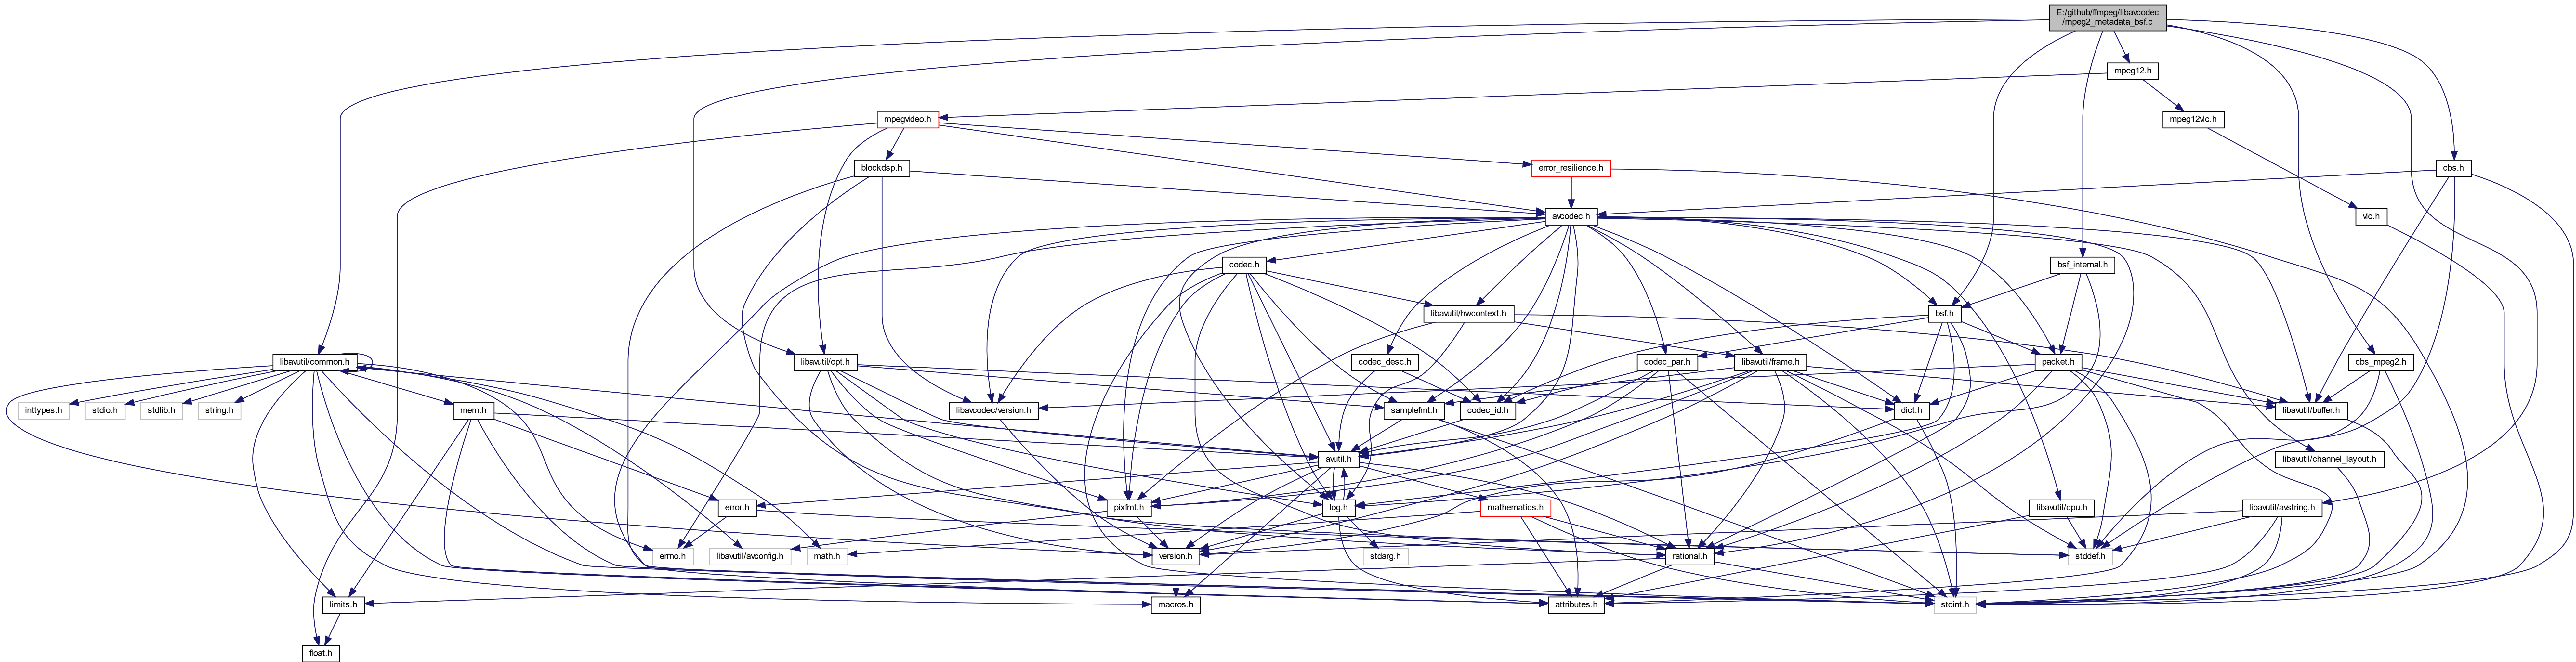 E:/github/ffmpeg/libavcodec
/mpeg2_metadata_bsf.c
mpeg12.h
mpegvideo.h
mpeg12vlc.h
blockdsp.h
error_resilience.h
cbs.h
avcodec.h
vlc.h
codec.h
bsf_internal.h
libavutil/hwcontext.h
bsf.h
libavutil/common.h
libavutil/opt.h
codec_desc.h
codec_par.h
libavutil/frame.h
packet.h
cbs_mpeg2.h
inttypes.h
stdio.h
stdlib.h
string.h
mem.h
libavcodec/version.h
samplefmt.h
codec_id.h
dict.h
libavutil/buffer.h
avutil.h
libavutil/channel_layout.h
error.h
pixfmt.h
log.h
mathematics.h
libavutil/cpu.h
libavutil/avstring.h
errno.h
libavutil/avconfig.h
math.h
version.h
stdarg.h
rational.h
stddef.h
limits.h
attributes.h
macros.h
stdint.h
float.h